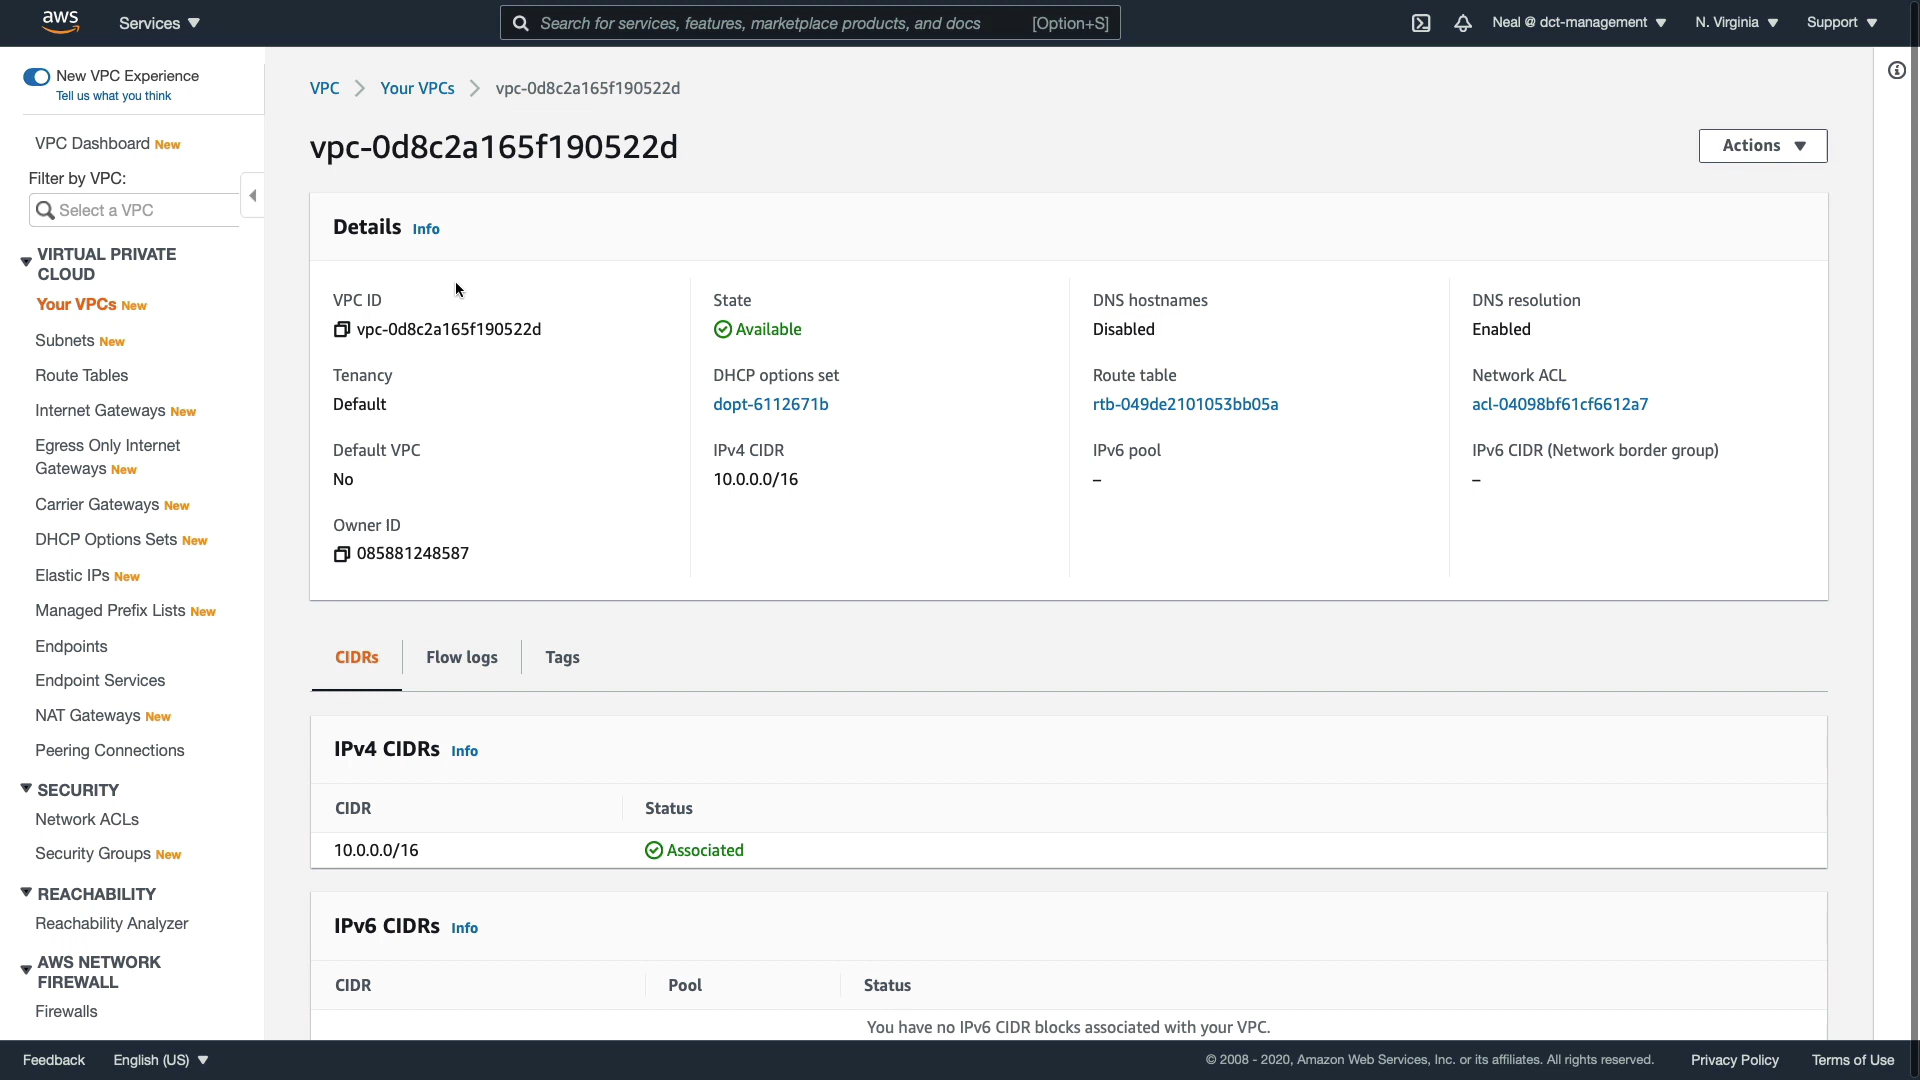 aws
Services
Search for services, features, marketplace products, and docs [Option+S]
Neal @ dct-management
N. Virginia
Support
New VPC Experience
Tell us what you think
VPC Dashboard New
Filter by VPC:
Select a VPC
VIRTUAL PRIVATE
CLOUD
Your VPCs New
Subnets New
Route Tables
Internet Gateways New
Egress Only Internet
Gateways New
Carrier Gateways New
DHCP Options Sets New
Elastic IPs New
Managed Prefix Lists New
Endpoints
Endpoint Services
NAT Gateways New
Peering Connections
SECURITY
Network ACLs
Security Groups New
REACHABILITY
Reachability Analyzer
AWS NETWORK
FIREWALL
Firewalls
VPC
Your VPCs
vpc-0d8c2a165f190522d
vpc-0d8c2a165f190522d
Actions
Details Info
VPC ID
vpc-0d8c2a165f190522d
State
Available
DNS hostnames
Disabled
DNS resolution
Enabled
Tenancy
Default
DHCP options set
dopt-6112671b
Route table
rtb-049de2101053bb05a
Network ACL
acl-04098bf61cf6612a7
Default VPC
No
IPv4 CIDR
10.0.0.0/16
IPv6 pool
–
IPv6 CIDR (Network border group)
–
Owner ID
085881248587
CIDRs
Flow logs
Tags
IPv4 CIDRs Info
CIDR Status
10.0.0.0/16 Associated
IPv6 CIDRs Info
CIDR Pool Status
You have no IPv6 CIDR blocks associated with your VPC.
Feedback
English (US)
© 2008 - 2020, Amazon Web Services, Inc. or its affiliates. All rights reserved.
Privacy Policy
Terms of Use